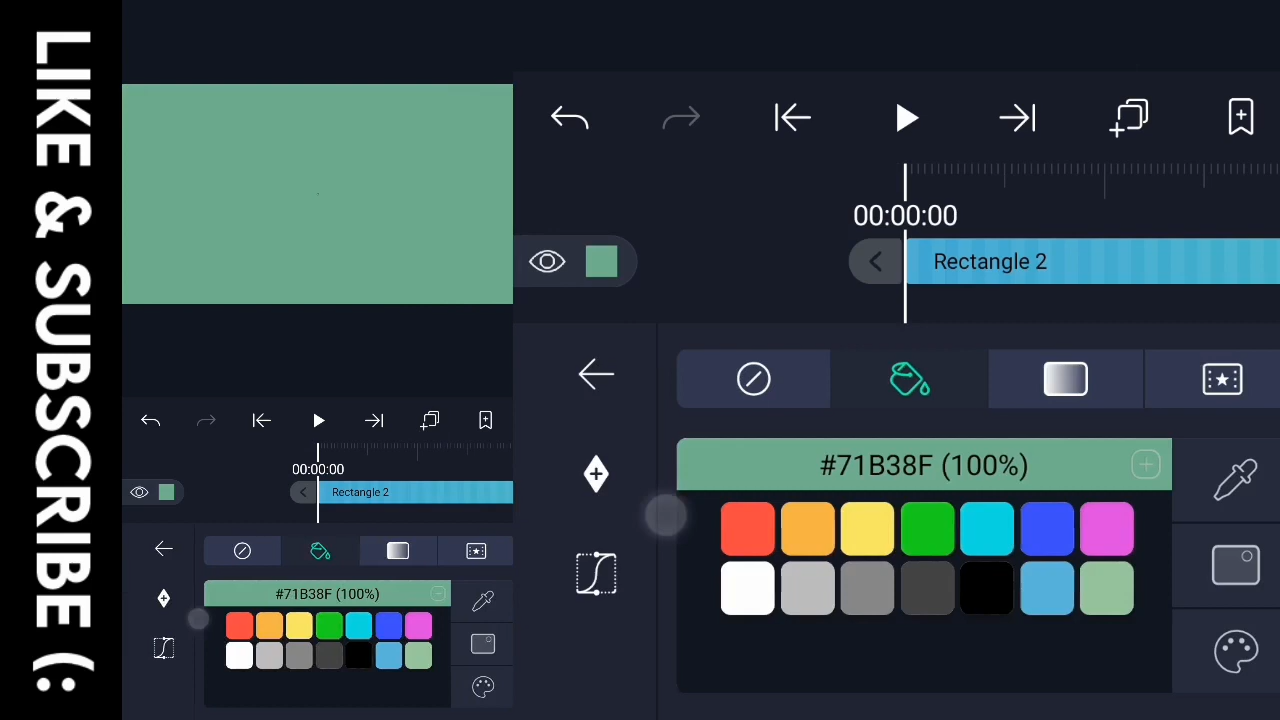 LIKE & SUBSCRIBE (:
00:00:00
Rectangle 2
#71B38F (100%)
00:00:00
Rectangle 2
#71B38F (100%)